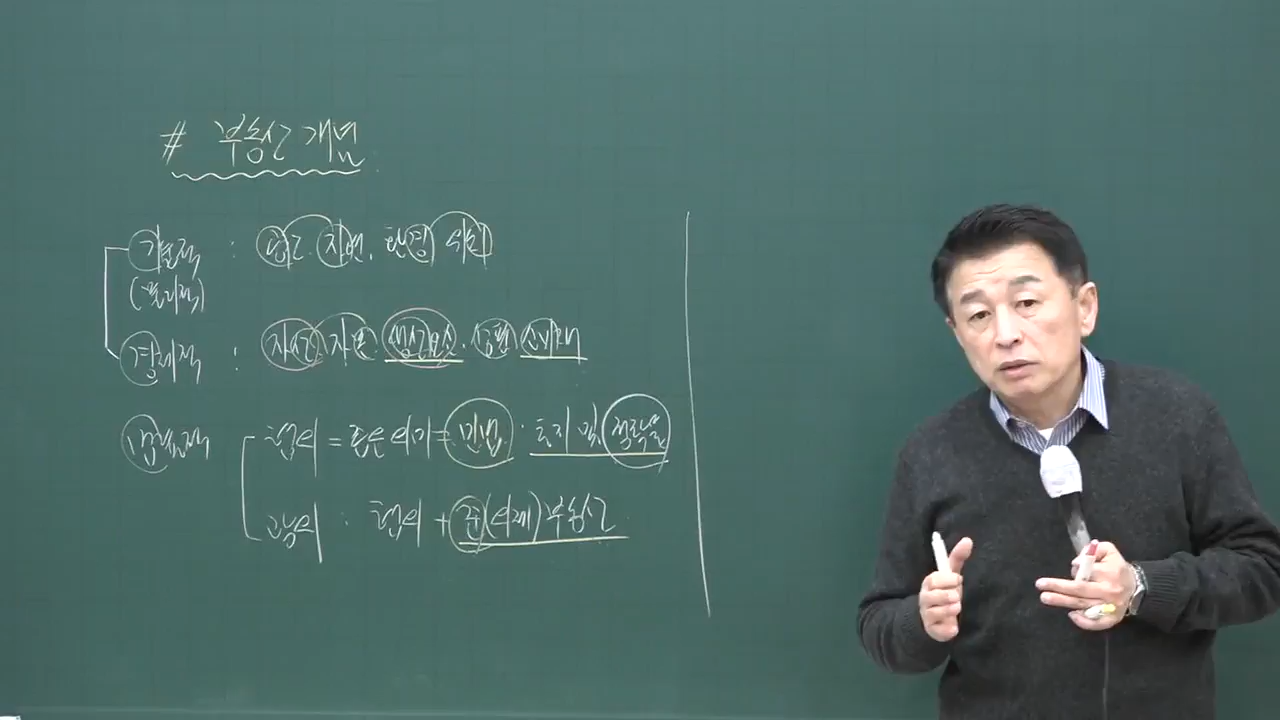 # 부동산 개념
기술적 : 공간. 자연. 환경 위치
(물리적)
경제적 : 자산. 자본. 생산요소. 상품. 소비재
법률적
협의 = 좁은 의미 = 민법. 토지 및 정착물
광의 : 협의 + 준(의제)부동산